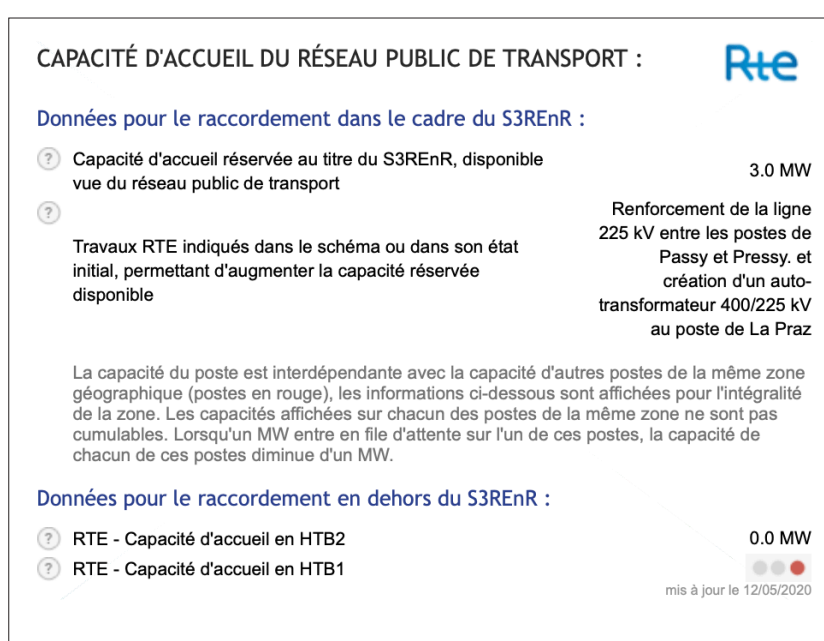 CAPACITÉ D'ACCUEIL DU RÉSEAU PUBLIC DE TRANSPORT :
Rte
Données pour le raccordement dans le cadre du S3REnR :
? Capacité d'accueil réservée au titre du S3REnR, disponible
vue du réseau public de transport
3.0 MW
?
Travaux RTE indiqués dans le schéma ou dans son état
initial, permettant d'augmenter la capacité réservée
disponible
Renforcement de la ligne
225 kV entre les postes de
Passy et Pressy. et
création d'un auto-
transformateur 400/225 kV
au poste de La Praz
La capacité du poste est interdépendante avec la capacité d'autres postes de la même zone
géographique (postes en rouge), les informations ci-dessous sont affichées pour l'intégralité
de la zone. Les capacités affichées sur chacun des postes de la même zone ne sont pas
cumulables. Lorsqu'un MW entre en file d'attente sur l'un de ces postes, la capacité de
chacun de ces postes diminue d'un MW.
Données pour le raccordement en dehors du S3REnR :
? RTE - Capacité d'accueil en HTB2 0.0 MW
? RTE - Capacité d'accueil en HTB1
mis à jour le 12/05/2020